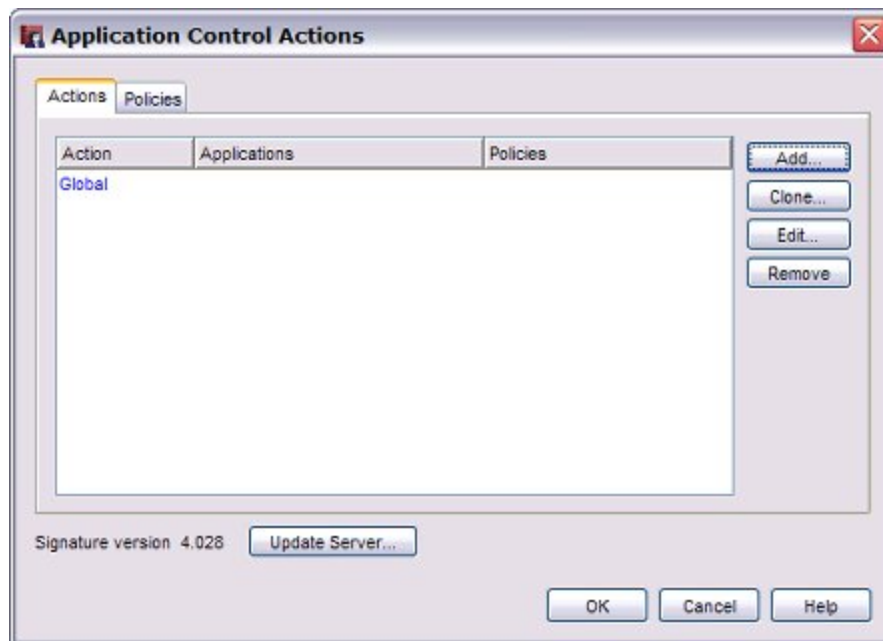 Application Control Actions
Actions Policies
Action Applications Policies
Global
Add...
Clone...
Edit...
Remove
Signature version 4.028 Update Server...
OK Cancel Help